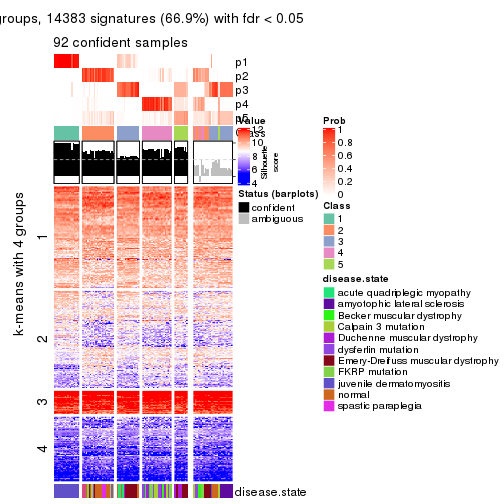 groups, 14383 signatures (66.9%) with fdr < 0.05
92 confident samples
p1
p2
p3
p4
p5
Class
Value
12
10
8
6
4
Silhouette
score
Status (barplots)
confident
ambiguous
Prob
1
0.8
0.6
0.4
0.2
0
Class
1
2
3
4
5
disease.state
acute quadriplegic myopathy
amyotophic lateral sclerosis
Becker muscular dystrophy
Calpain 3 mutation
Duchenne muscular dystrophy
dysferlin mutation
Emery-Dreifuss muscular dystrophy
FKRP mutation
juvenile dermatomyositis
normal
spastic paraplegia
k-means with 4 groups
1
2
3
4
disease.state